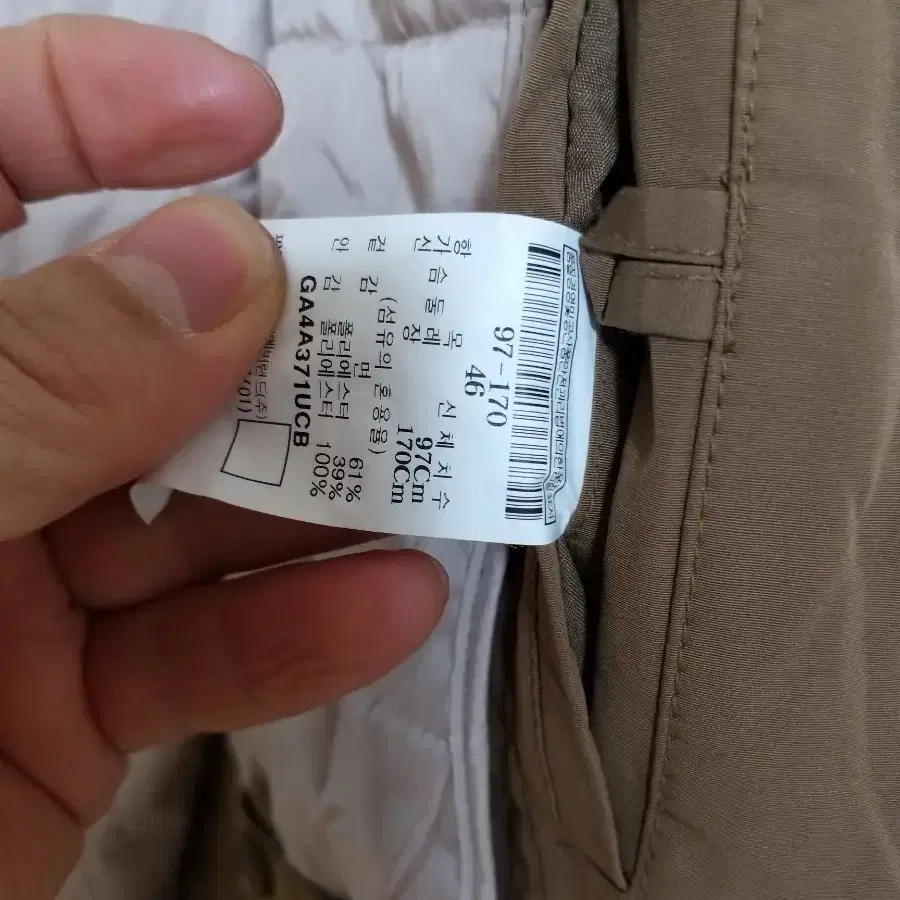 97-170
46
항 목 신 체 치 수
가슴둘레 97Cm
신 장 170Cm
(섬유의 혼용율)
겉 감 면 61%
폴리에스터 39%
안 감 폴리에스터 100%
GA4A371UCB